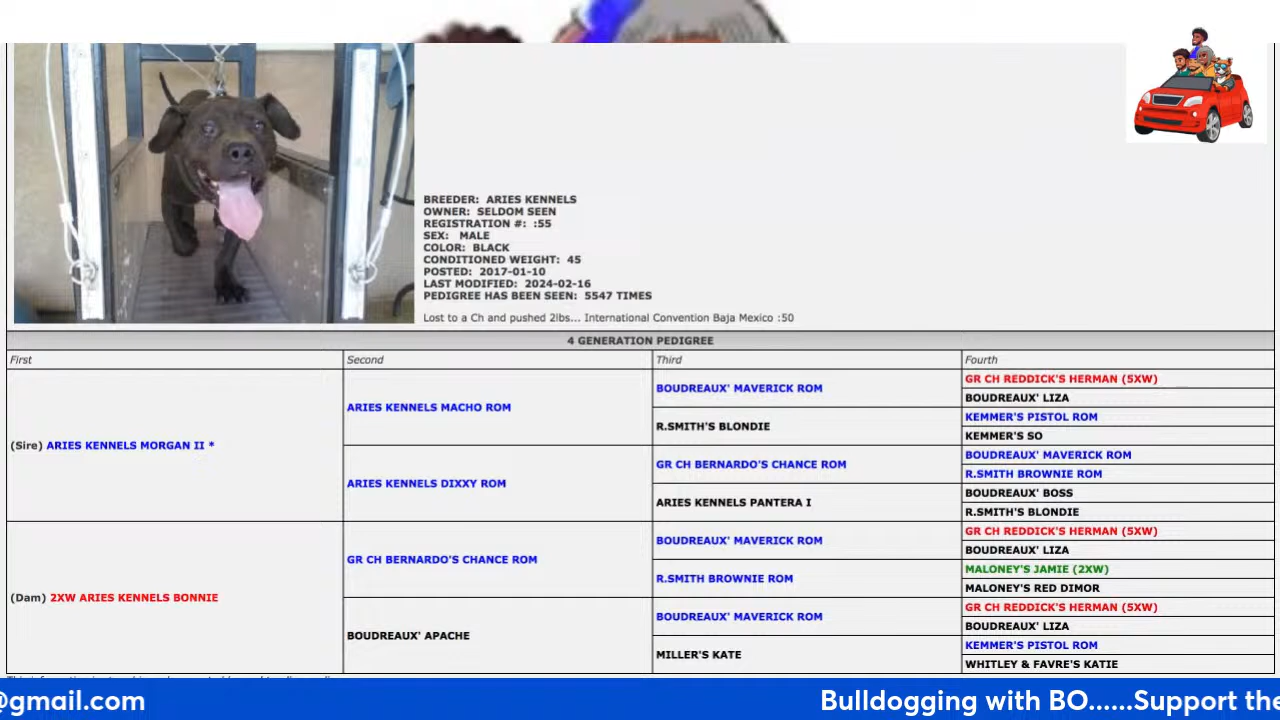 BREEDER: ARIES KENNELS
OWNER: SELDOM SEEN
REGISTRATION #: :55
SEX: MALE
COLOR: BLACK
CONDITIONED WEIGHT: 45
POSTED: 2017-01-10
LAST MODIFIED: 2024-02-16
PEDIGREE HAS BEEN SEEN: 5547 TIMES
Lost to a Ch and pushed 2lbs... International Convention Baja Mexico :50
4 GENERATION PEDIGREE
First Second Third Fourth
(Sire) ARIES KENNELS MORGAN II *
ARIES KENNELS MACHO ROM
BOUDREAUX' MAVERICK ROM
GR CH REDDICK'S HERMAN (5XW)
BOUDREAUX' LIZA
R.SMITH'S BLONDIE
KEMMER'S PISTOL ROM
KEMMER'S SO
ARIES KENNELS DIXXY ROM
GR CH BERNARDO'S CHANCE ROM
BOUDREAUX' MAVERICK ROM
R.SMITH BROWNIE ROM
ARIES KENNELS PANTERA I
BOUDREAUX' BOSS
R.SMITH'S BLONDIE
(Dam) 2XW ARIES KENNELS BONNIE
GR CH BERNARDO'S CHANCE ROM
BOUDREAUX' MAVERICK ROM
GR CH REDDICK'S HERMAN (5XW)
BOUDREAUX' LIZA
R.SMITH BROWNIE ROM
MALONEY'S JAMIE (2XW)
MALONEY'S RED DIMOR
BOUDREAUX' APACHE
BOUDREAUX' MAVERICK ROM
GR CH REDDICK'S HERMAN (5XW)
BOUDREAUX' LIZA
MILLER'S KATE
KEMMER'S PISTOL ROM
WHITLEY & FAVRE'S KATIE
@gmail.com Bulldogging with BO......Support the